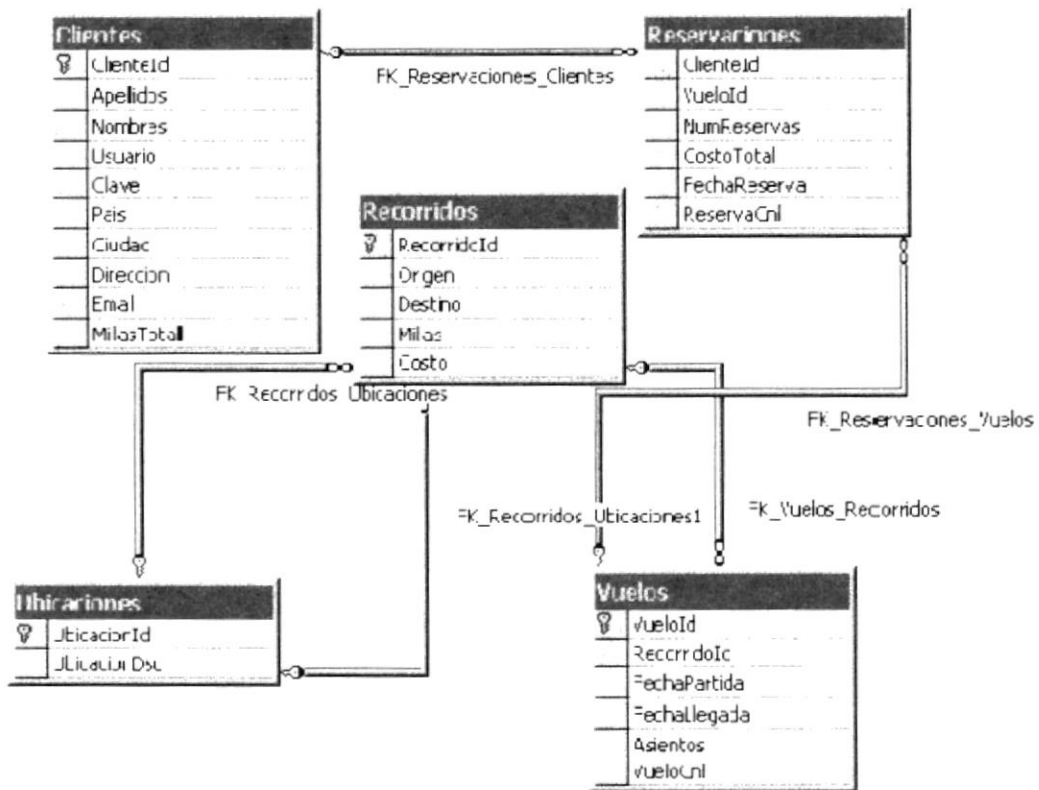 Clientes
ClienteId
Apellidos
Nombres
Usuario
Clave
Pais
Ciudad
Direccion
Email
MillasTotal
FK_Reservaciones_Clientes
Reservaciones
ClienteId
VueloId
NumReservas
CostoTotal
FechaReserva
ReservaCnl
Recorridos
RecorridoId
Origen
Destino
Millas
Costo
FK_Recorridos_Ubicaciones
FK_Reservaciones_Vuelos
FK_Recorridos_Ubicaciones1
FK_Vuelos_Recorridos
Ubicaciones
UbicacionId
UbicacionDsc
Vuelos
VueloId
RecorridoId
FechaPartida
FechaLlegada
Asientos
VueloCnl